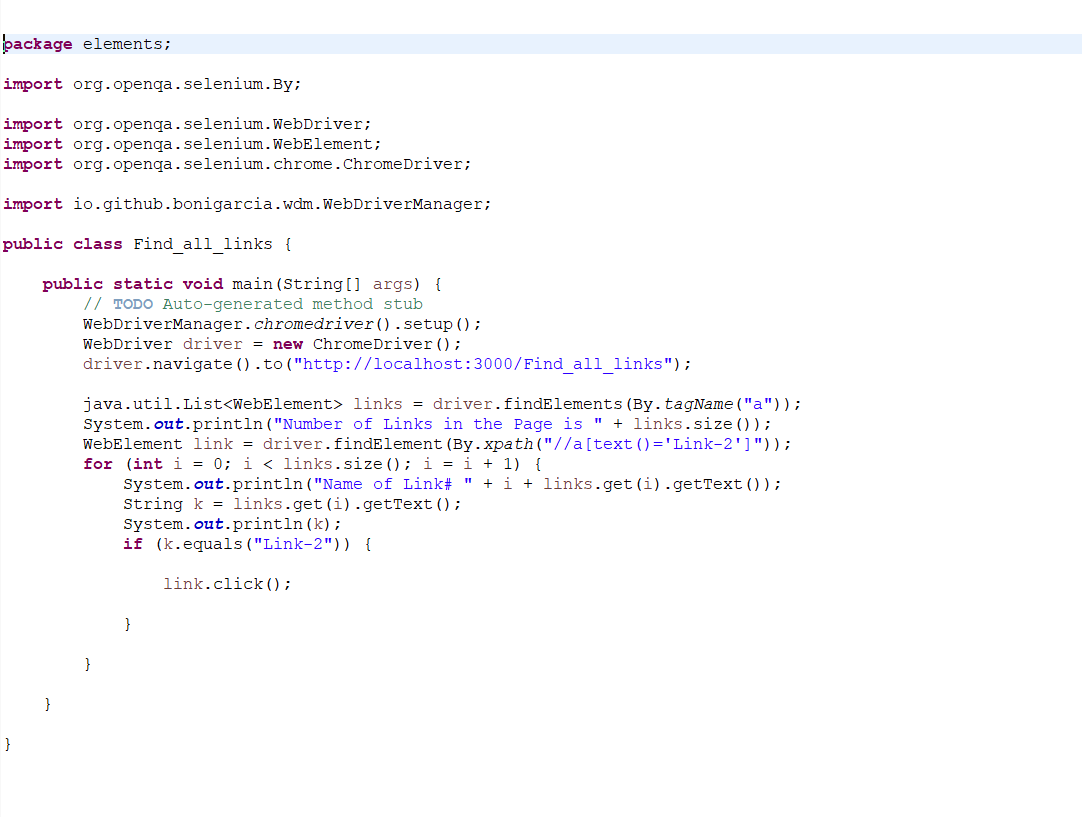 package elements;
import org.openqa.selenium.By;
import org.openqa.selenium.WebDriver;
import org.openqa.selenium.WebElement;
import org.openqa.selenium.chrome.ChromeDriver;
import io.github.bonigarcia.wdm.WebDriverManager;
public class Find_all_links {
public static void main(String[] args) {
// TODO Auto-generated method stub
WebDriverManager.chromedriver().setup();
WebDriver driver = new ChromeDriver();
driver.navigate().to("http://localhost:3000/Find_all_links");
java.util.List<WebElement> links = driver.findElements(By.tagName("a"));
System.out.println("Number of Links in the Page is " + links.size());
WebElement link = driver.findElement(By.xpath("//a[text()='Link-2']"));
for (int i = 0; i < links.size(); i = i + 1) {
System.out.println("Name of Link# " + i + links.get(i).getText());
String k = links.get(i).getText();
System.out.println(k);
if (k.equals("Link-2")) {
link.click();
}
}
}
}